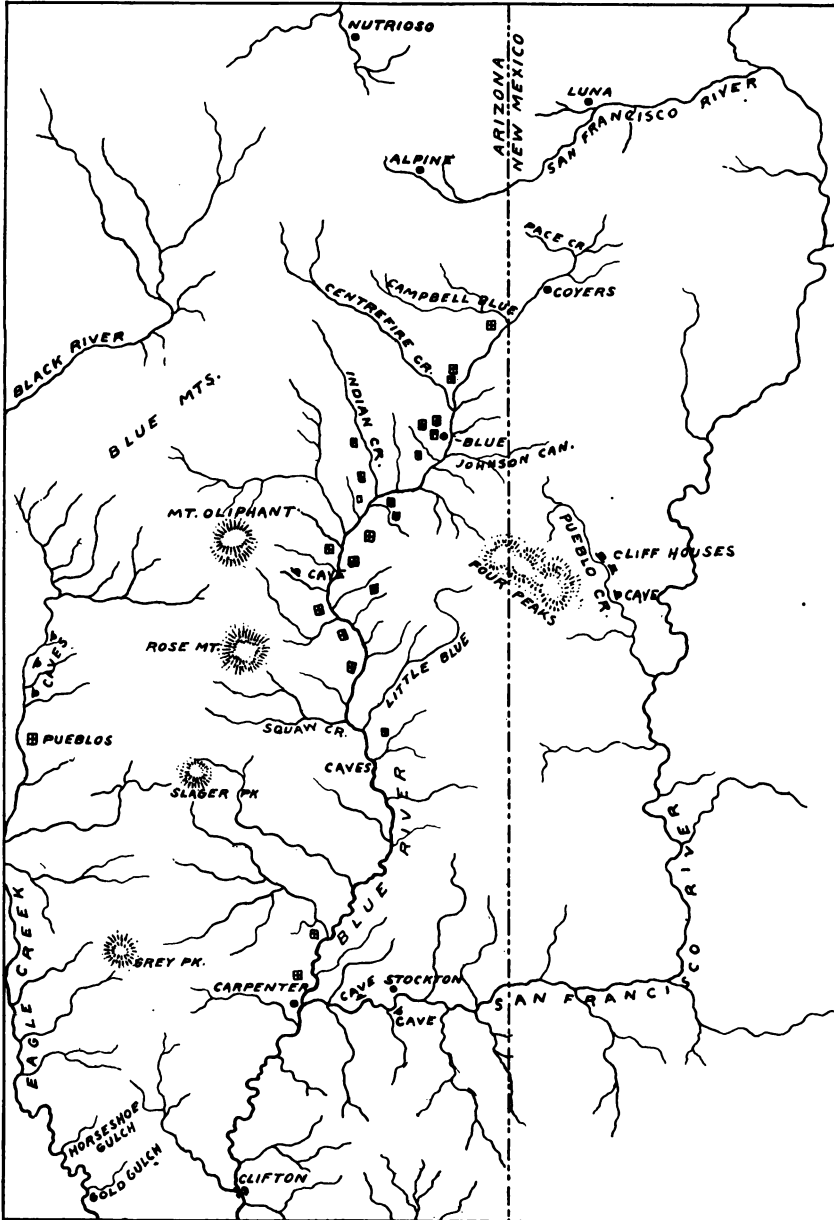 NUTRIOSO
ARIZONA
NEW MEXICO
LUNA
SAN FRANCISCO RIVER
ALPINE
PACE CR.
CAMPBELL BLUE
COYERS
CENTREFIRE CR.
BLACK RIVER
BLUE MTS.
INDIAN CR.
BLUE
JOHNSON CAN.
MT. OLIPHANT
PUEBLO CR.
CLIFF HOUSES
CAVE
FOUR PEAKS
CAVE
ROSE MT.
CAVES
LITTLE BLUE
SQUAW CR.
PUEBLOS
CAVES
SLAGER PK
BLUE RIVER
SAN FRANCISCO RIVER
EAGLE CREEK
GREY PK.
CARPENTER
CAVE
STOCKTON
CAVE
HORSESHOE
GULCH
OLD GULCH
CLIFTON